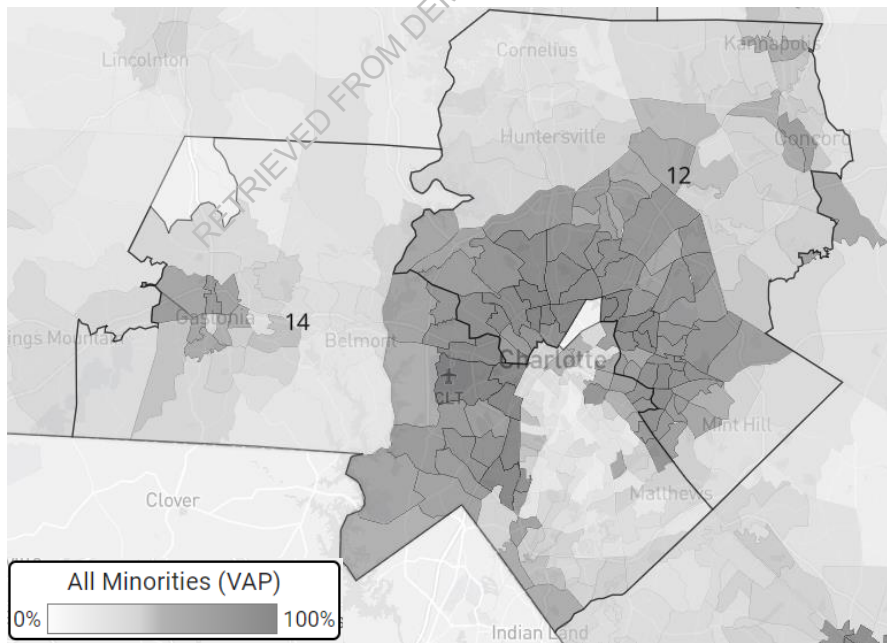 RETRIEVED FROM DEM
Lincolnton
Cornelius
Kannapolis
Huntersville
Concord
12
Gastonia
14
ings Mountai
Belmont
Charlotte
CLT
Mint Hill
Clover
Matthews
Indian Land
All Minorities (VAP)
0%
100%